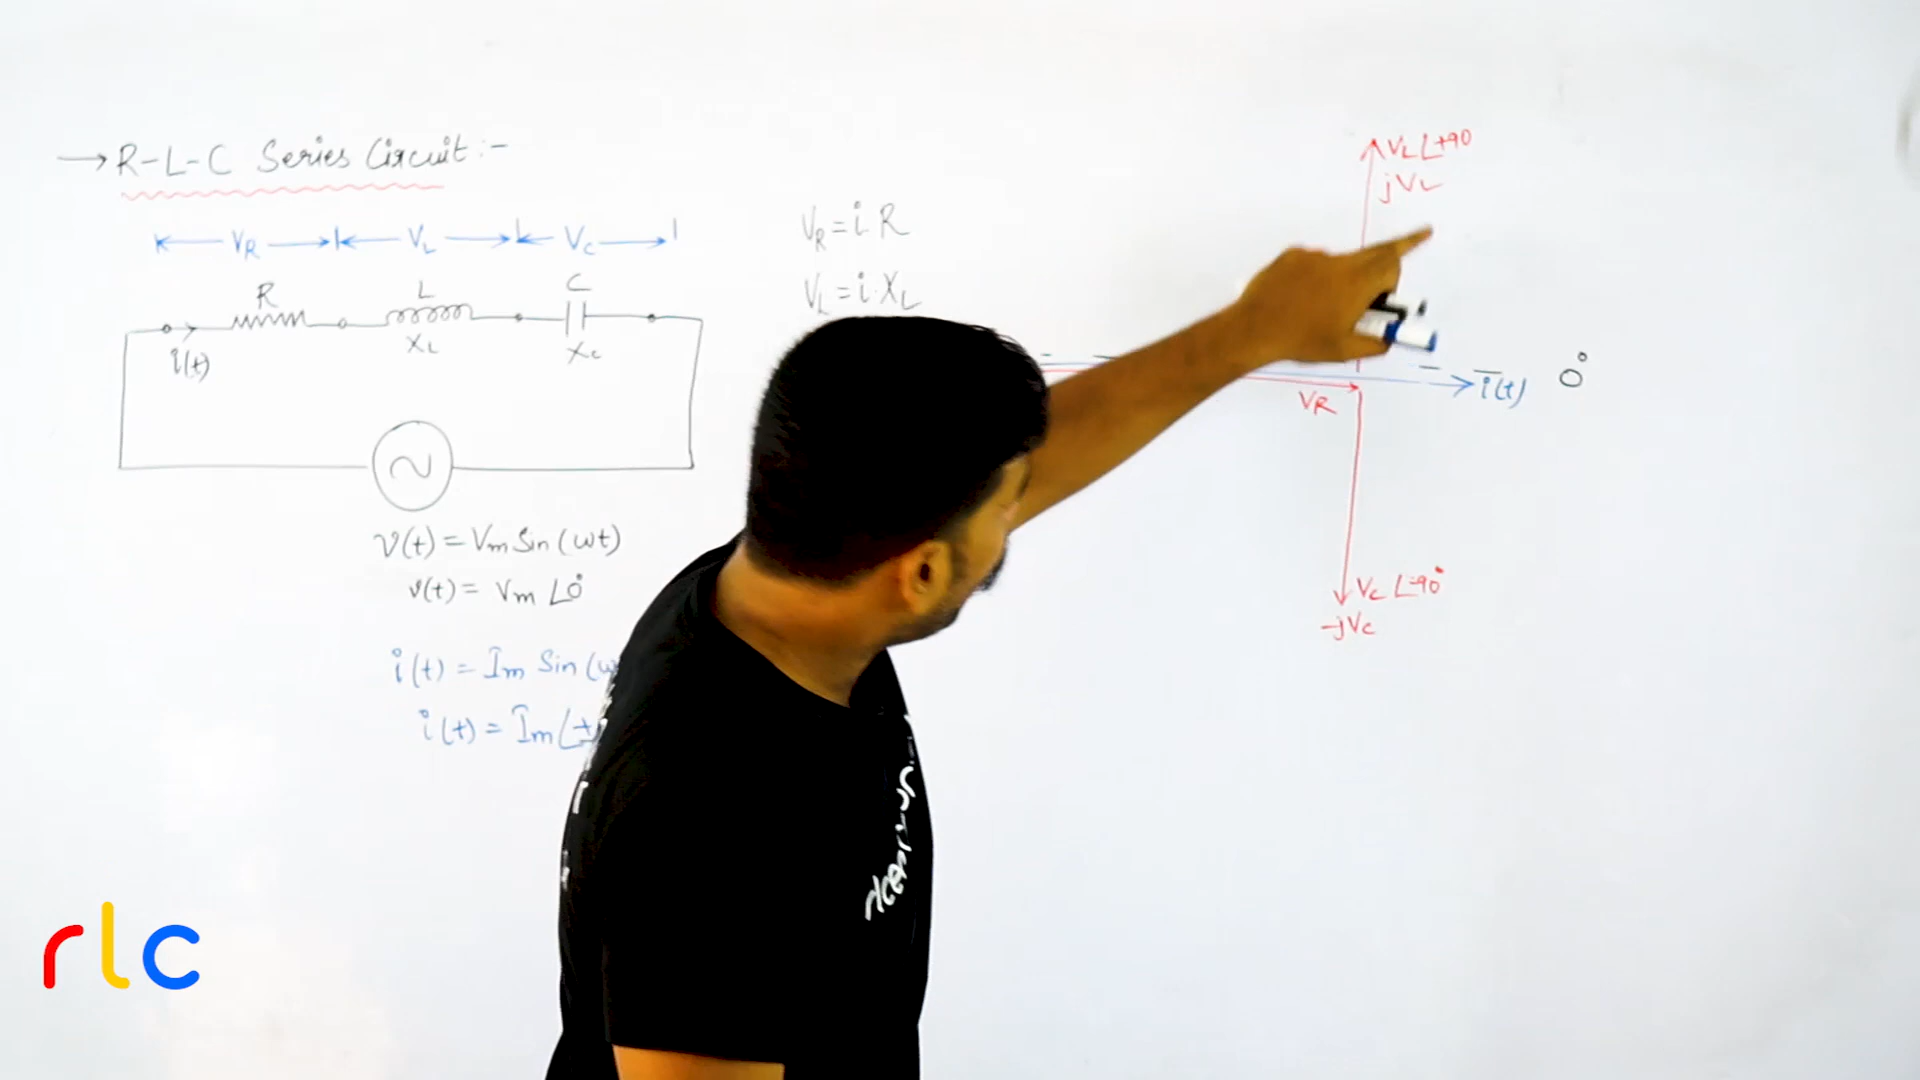 → R-L-C Series Circuit :-
VR VL VC
R L C
i(t) XL XC
v(t) = Vm Sin (ωt)
v(t) = Vm ∠0°
i(t) = Im Sin (ω
i(t) = Im ∠±
VR = i. R
VL = i. XL
VL ∠+90
jVL
i(t) 0°
VR
VC ∠-90°
-jVC
rlc